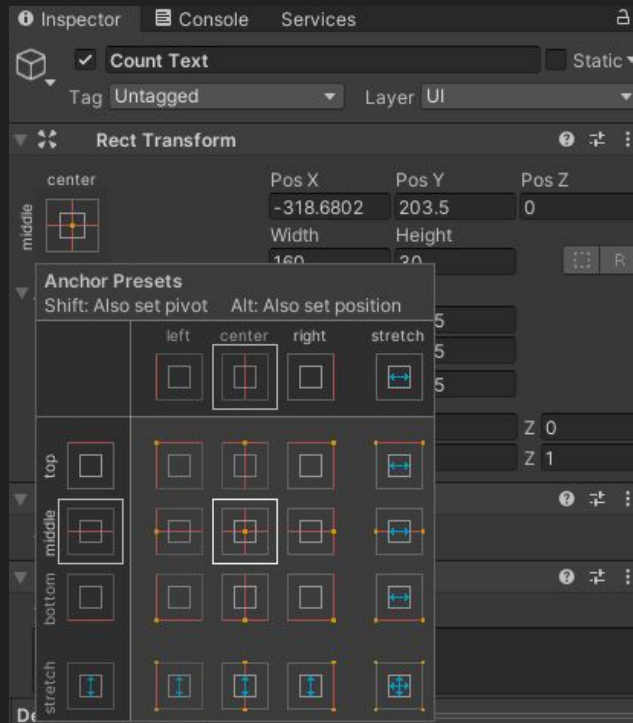 Inspector Console Services
Count Text Static
Tag Untagged Layer UI
Rect Transform
center Pos X Pos Y Pos Z
middle -318.6802 203.5 0
Width Height
160 30 R
Anchor Presets
Shift: Also set pivot Alt: Also set position
5
left center right stretch
5
5
Z 0
top Z 1
middle
bottom
stretch
De